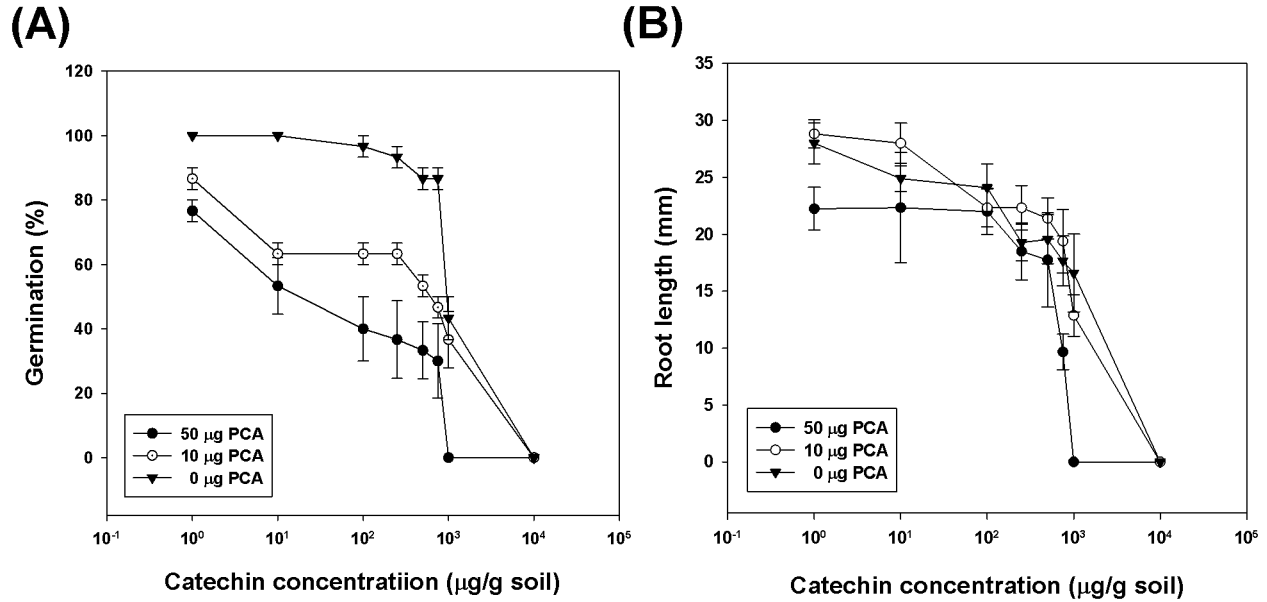 (A)
120
100
80
60
40
20
0
Germination (%)
50 μg PCA
10 μg PCA
0 μg PCA
10-1 100 101 102 103 104 105
Catechin concentratiion (μg/g soil)
(B)
35
30
25
20
15
10
5
0
Root length (mm)
50 μg PCA
10 μg PCA
0 μg PCA
10-1 100 101 102 103 104 105
Catechin concentration (μg/g soil)